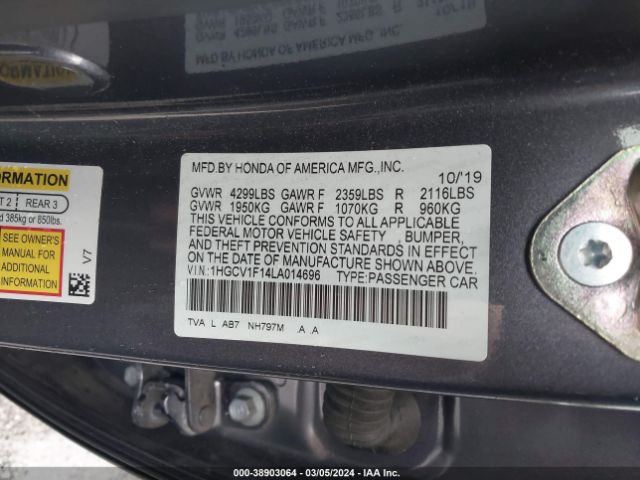 ORMATION
T 2 REAR 3
d 385kg or 850lbs.
SEE OWNER'S
MANUAL FOR
ADDITIONAL
INFORMATION
V7
MFD.BY HONDA OF AMERICA MFG.,INC.
10/'19
GVWR 4299LBS GAWR F 2359LBS R 2116LBS
GVWR 1950KG GAWR F 1070KG R 960KG
THIS VEHICLE CONFORMS TO ALL APPLICABLE
FEDERAL MOTOR VEHICLE SAFETY , BUMPER,
AND THEFT PREVENTION STANDARDS IN EFFECT
ON THE DATE OF MANUFACTURE SHOWN ABOVE.
VIN:1HGCV1F14LA014696 TYPE:PASSENGER CAR
TVA L AB7 NH797M .A .A
000-38903064 / 03/05/2024 - IAA Inc.